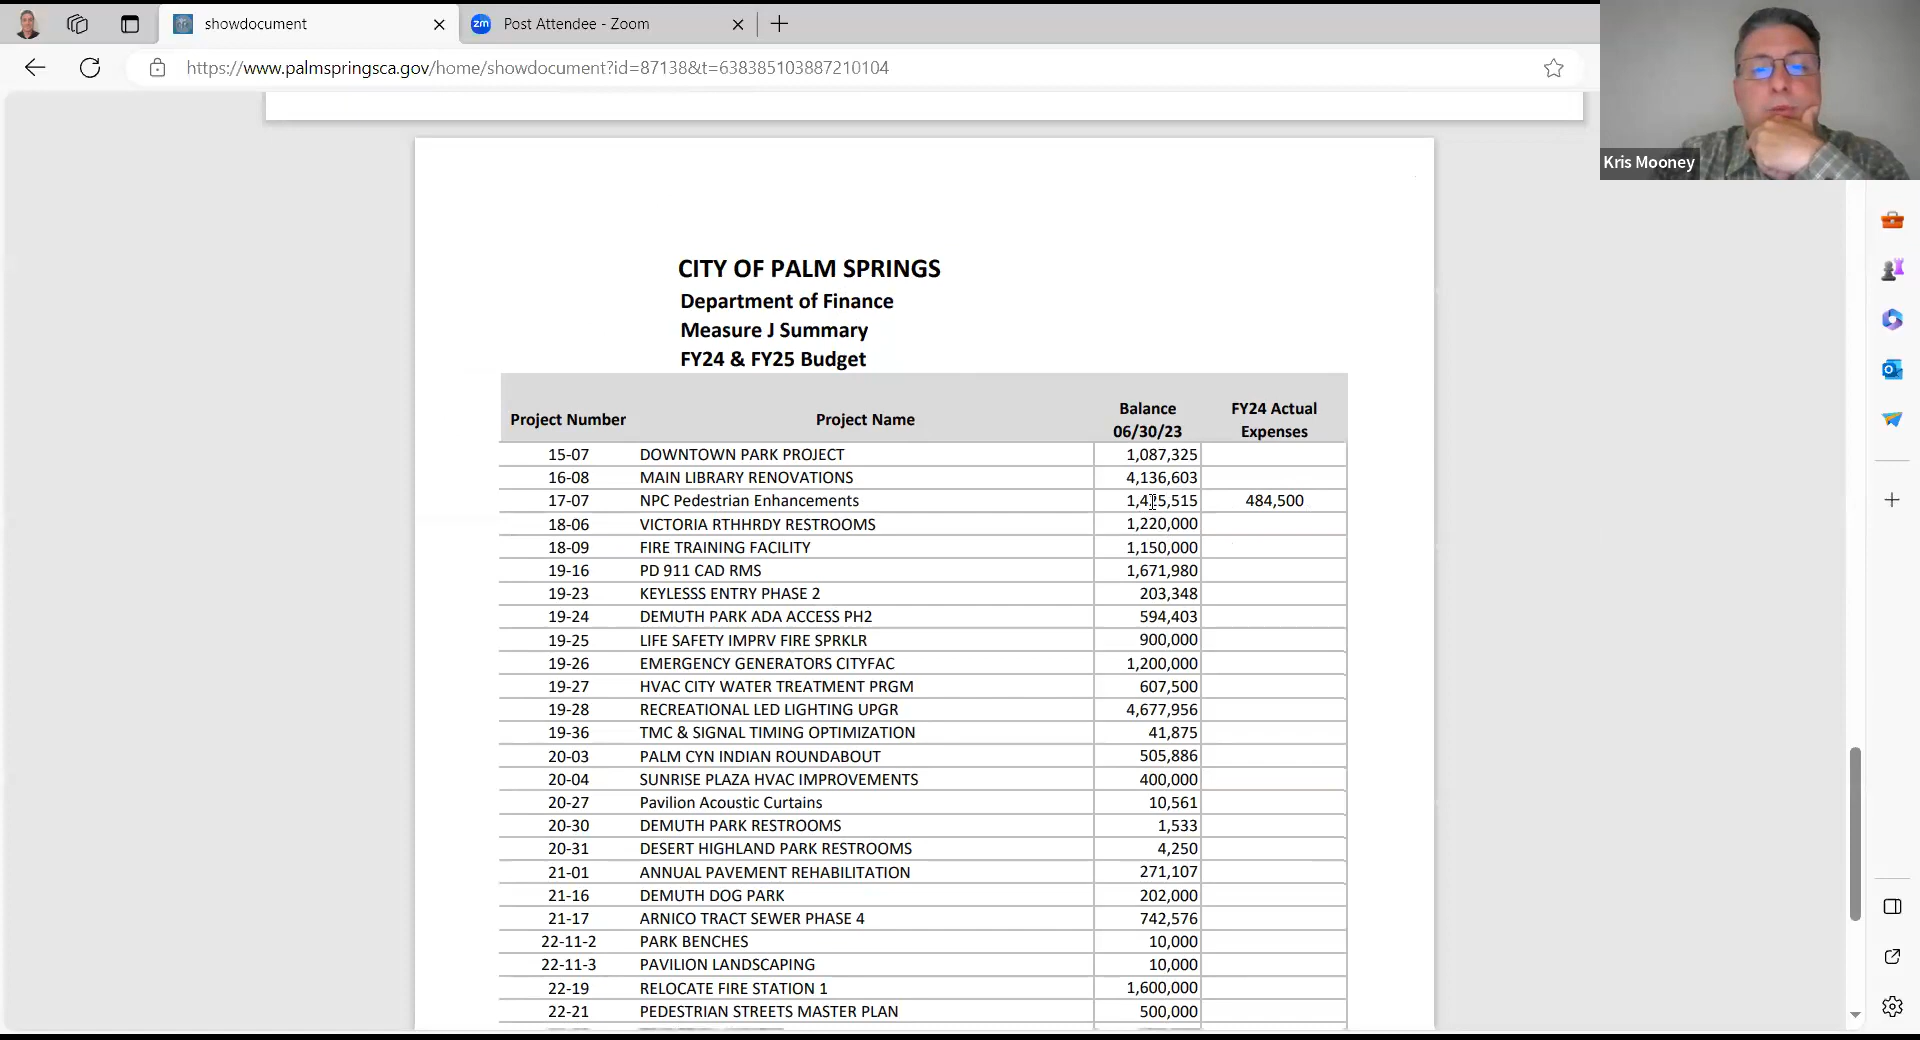 showdocument
zm Post Attendee - Zoom
https://www.palmspringsca.gov/home/showdocument?id=87138&t=638385103887210104
Kris Mooney
CITY OF PALM SPRINGS
Department of Finance
Measure J Summary
FY24 & FY25 Budget
Project Number Project Name Balance 06/30/23 FY24 Actual Expenses
15-07 DOWNTOWN PARK PROJECT 1,087,325
16-08 MAIN LIBRARY RENOVATIONS 4,136,603
17-07 NPC Pedestrian Enhancements 484,500
18-06 VICTORIA RTHHRDY RESTROOMS 1,220,000
18-09 FIRE TRAINING FACILITY 1,150,000
19-16 PD 911 CAD RMS 1,671,980
19-23 KEYLESSS ENTRY PHASE 2 203,348
19-24 DEMUTH PARK ADA ACCESS PH2 594,403
19-25 LIFE SAFETY IMPRV FIRE SPRKLR 900,000
19-26 EMERGENCY GENERATORS CITYFAC 1,200,000
19-27 HVAC CITY WATER TREATMENT PRGM 607,500
19-28 RECREATIONAL LED LIGHTING UPGR 4,677,956
19-36 TMC & SIGNAL TIMING OPTIMIZATION 41,875
20-03 PALM CYN INDIAN ROUNDABOUT 505,886
20-04 SUNRISE PLAZA HVAC IMPROVEMENTS 400,000
20-27 Pavilion Acoustic Curtains 10,561
20-30 DEMUTH PARK RESTROOMS 1,533
20-31 DESERT HIGHLAND PARK RESTROOMS 4,250
21-01 ANNUAL PAVEMENT REHABILITATION 271,107
21-16 DEMUTH DOG PARK 202,000
21-17 ARNICO TRACT SEWER PHASE 4 742,576
22-11-2 PARK BENCHES 10,000
22-11-3 PAVILION LANDSCAPING 10,000
22-19 RELOCATE FIRE STATION 1 1,600,000
22-21 PEDESTRIAN STREETS MASTER PLAN 500,000